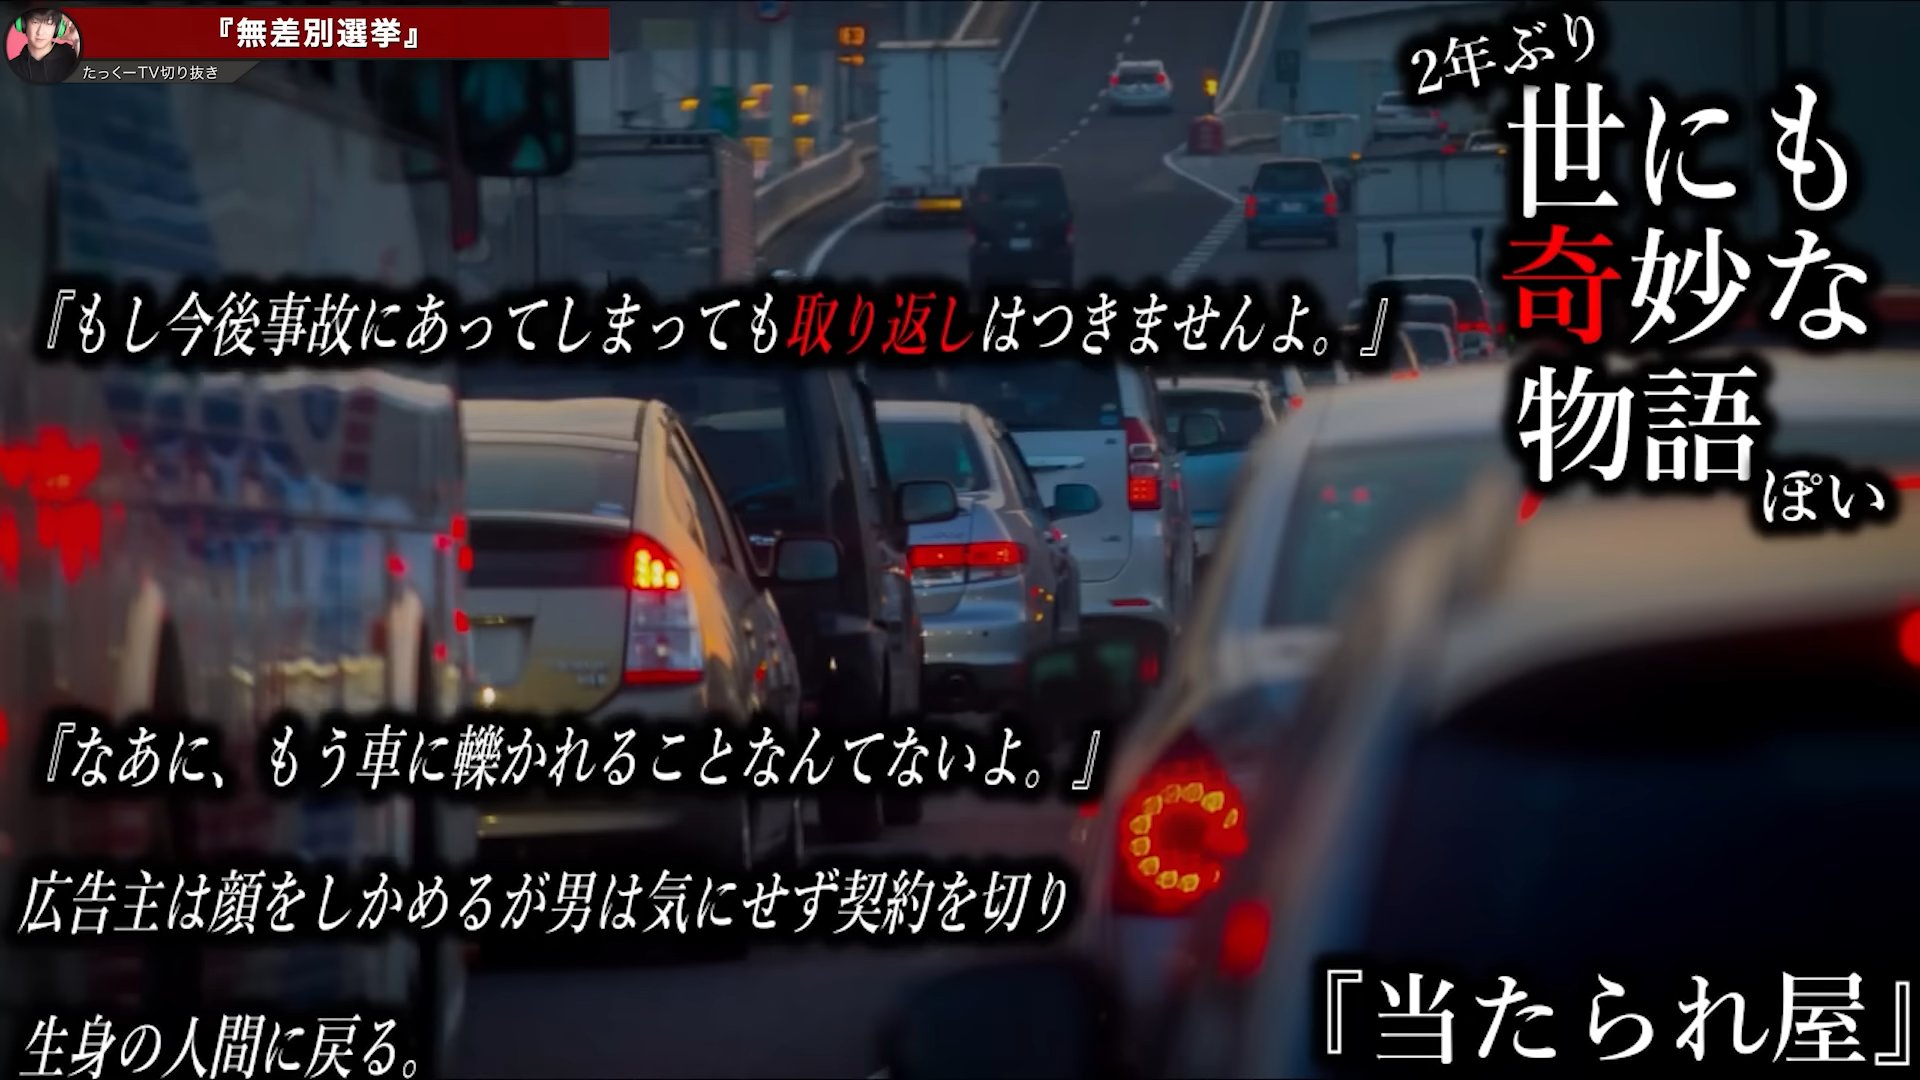 『無差別選挙』
たっくーTV切り抜き
2年ぶり
世にも
奇妙な
物語
ぽい
『もし今後事故にあってしまっても取り返しはつきませんよ。』
『なあに、もう車に轢かれることなんてないよ。』
広告主は顔をしかめるが男は気にせず契約を切り
生身の人間に戻る。
『当たられ屋』